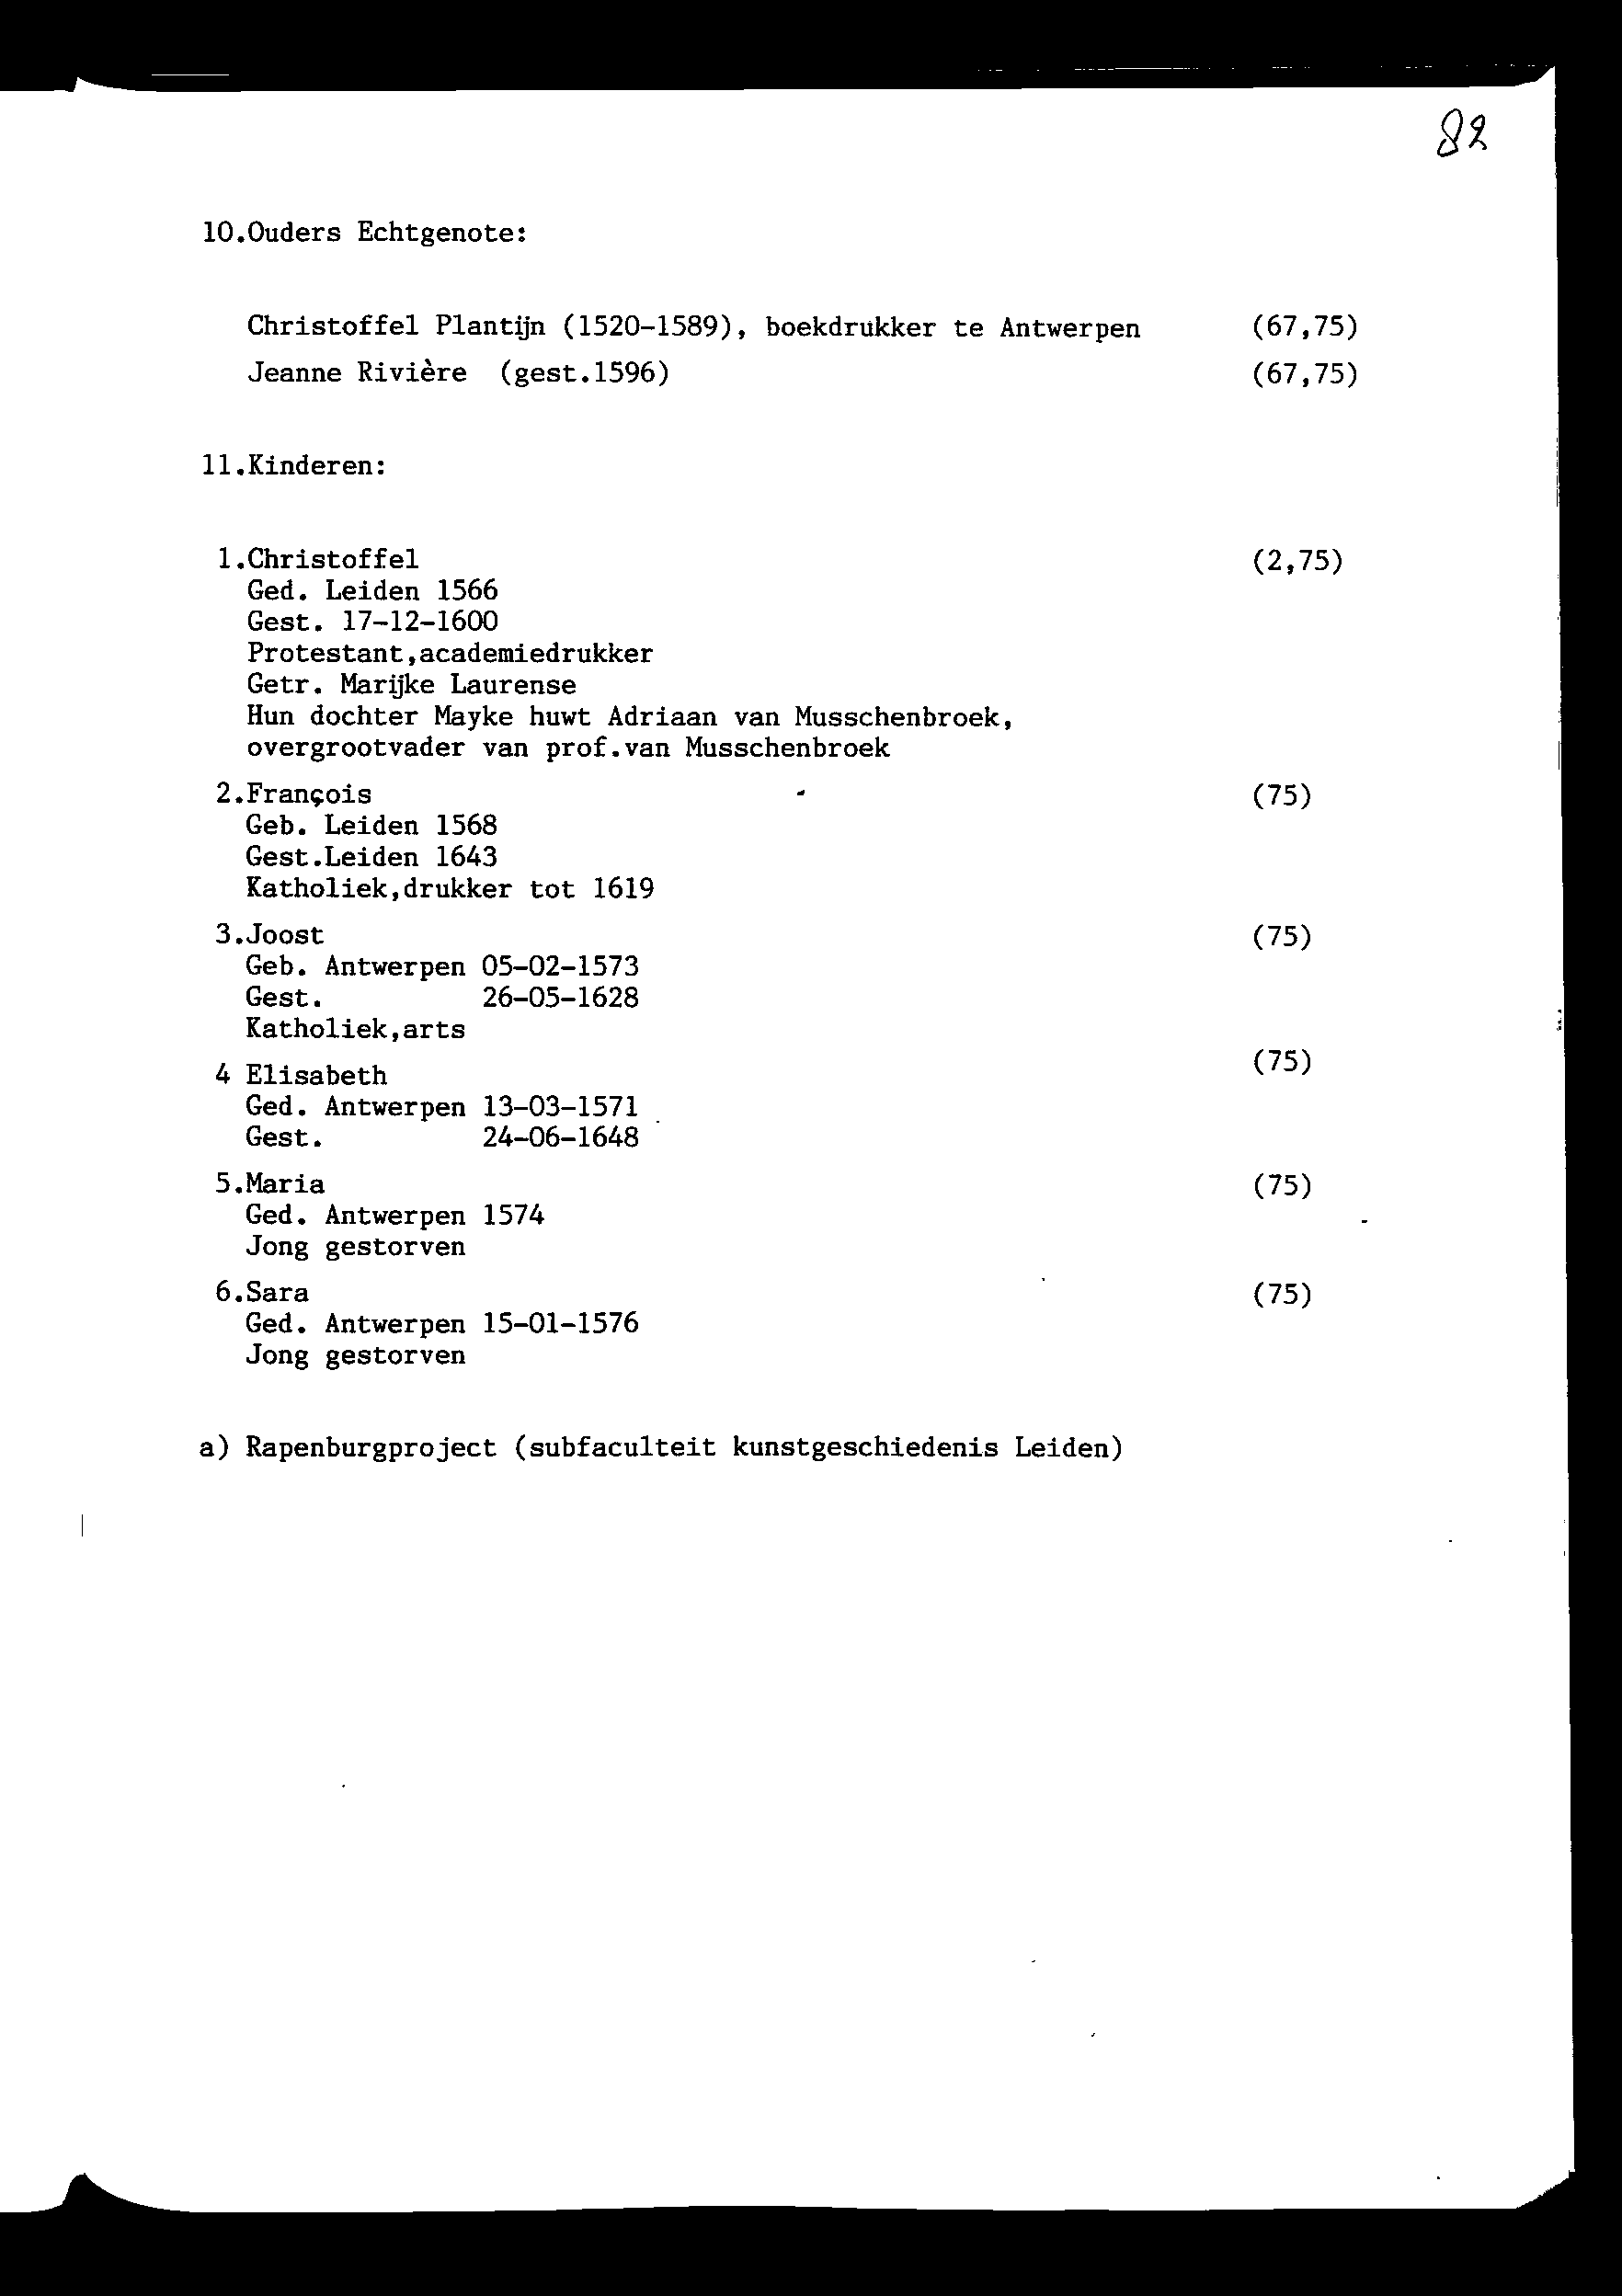 82
10.Ouders Echtgenote:
Christoffel Plantijn (1520-1589), boekdrukker te Antwerpen (67,75)
Jeanne Rivière (gest.1596) (67,75)
11.Kinderen:
1.Christoffel (2,75)
Ged. Leiden 1566
Gest. 17-12-1600
Protestant,academiedrukker
Getr. Marijke Laurense
Hun dochter Mayke huwt Adriaan van Musschenbroek,
overgrootvader van prof.van Musschenbroek
2.François (75)
Geb. Leiden 1568
Gest.Leiden 1643
Katholiek,drukker tot 1619
3.Joost (75)
Geb. Antwerpen 05-02-1573
Gest. 26-05-1628
Katholiek,arts
4 Elisabeth (75)
Ged. Antwerpen 13-03-1571
Gest. 24-06-1648
5.Maria (75)
Ged. Antwerpen 1574
Jong gestorven
6.Sara (75)
Ged. Antwerpen 15-01-1576
Jong gestorven
a) Rapenburgproject (subfaculteit kunstgeschiedenis Leiden)